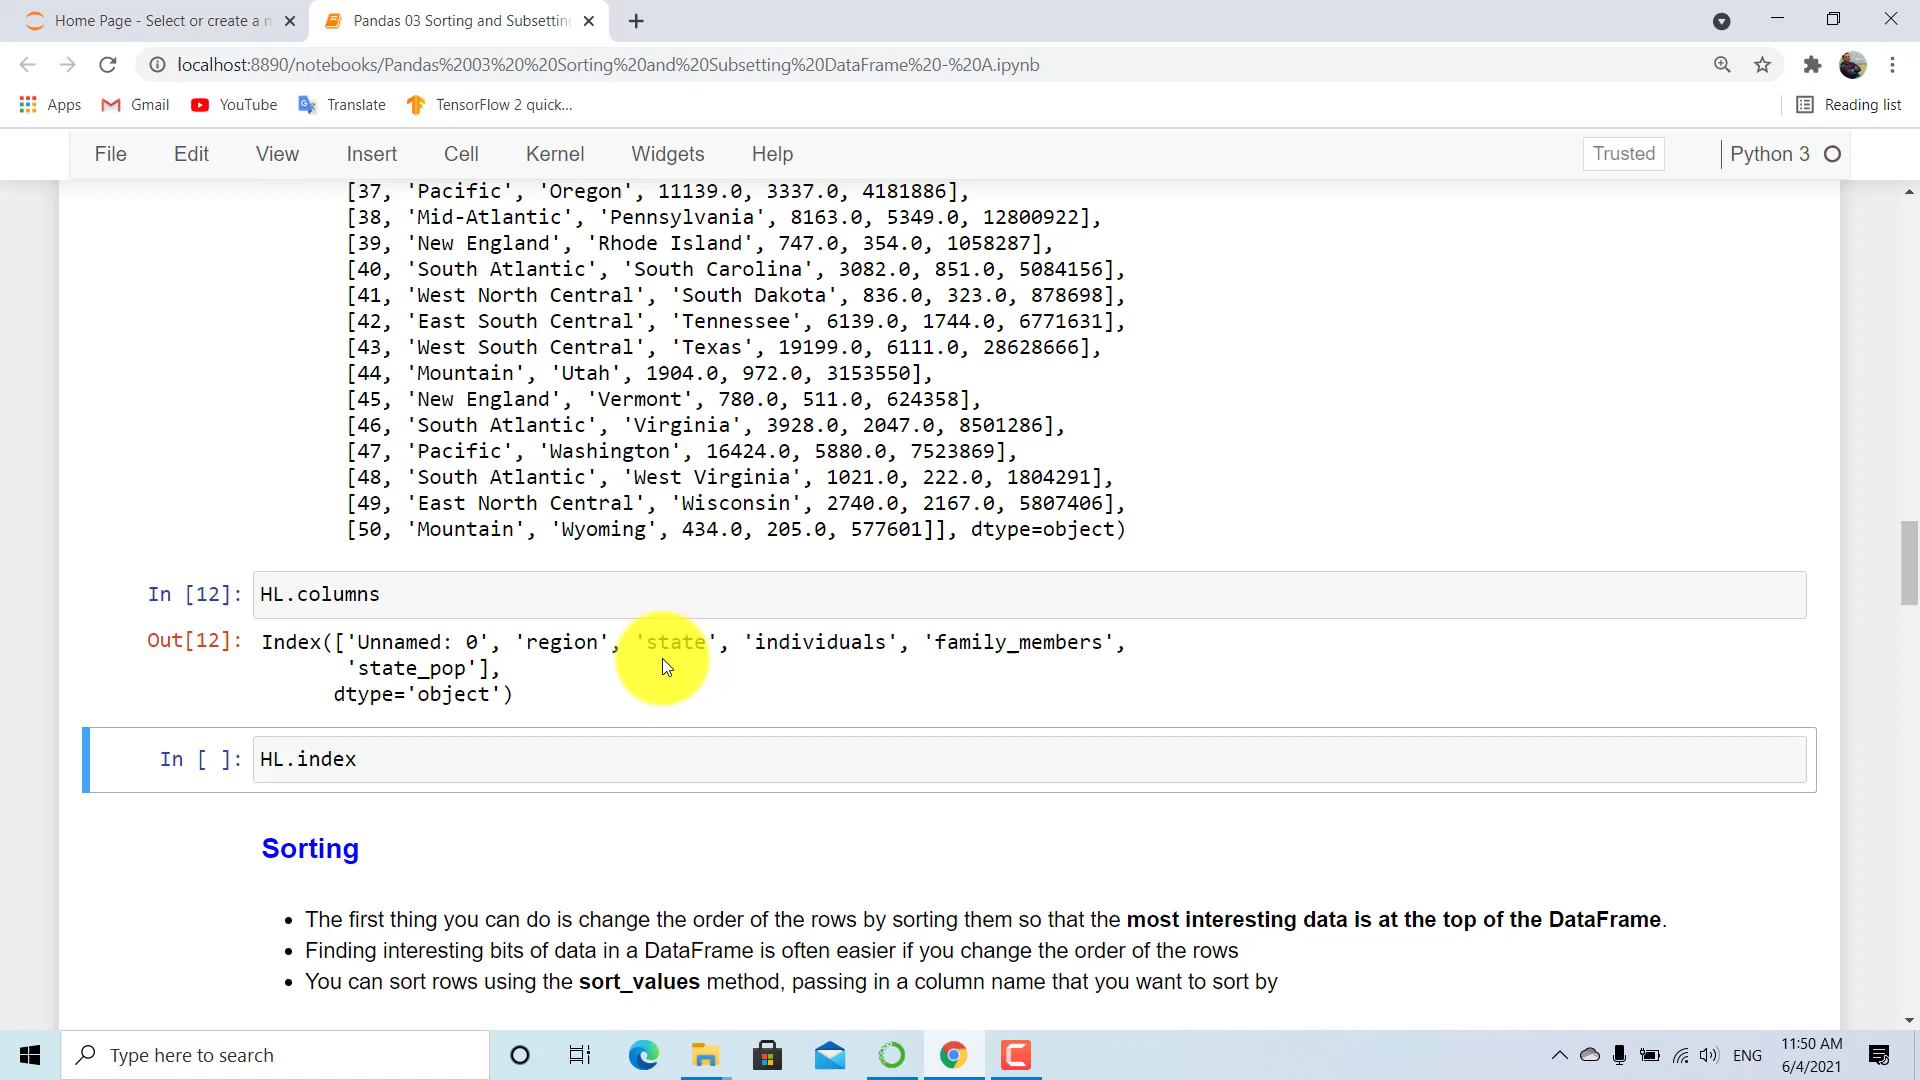 Home Page - Select or create a n
Pandas 03 Sorting and Subsettin
localhost:8890/notebooks/Pandas%2003%20%20Sorting%20and%20Subsetting%20DataFrame%20-%20A.ipynb
Apps Gmail YouTube Translate TensorFlow 2 quick... Reading list
File Edit View Insert Cell Kernel Widgets Help Trusted Python 3
[37, 'Pacific', 'Oregon', 11139.0, 3337.0, 4181886],
[38, 'Mid-Atlantic', 'Pennsylvania', 8163.0, 5349.0, 12800922],
[39, 'New England', 'Rhode Island', 747.0, 354.0, 1058287],
[40, 'South Atlantic', 'South Carolina', 3082.0, 851.0, 5084156],
[41, 'West North Central', 'South Dakota', 836.0, 323.0, 878698],
[42, 'East South Central', 'Tennessee', 6139.0, 1744.0, 6771631],
[43, 'West South Central', 'Texas', 19199.0, 6111.0, 28628666],
[44, 'Mountain', 'Utah', 1904.0, 972.0, 3153550],
[45, 'New England', 'Vermont', 780.0, 511.0, 624358],
[46, 'South Atlantic', 'Virginia', 3928.0, 2047.0, 8501286],
[47, 'Pacific', 'Washington', 16424.0, 5880.0, 7523869],
[48, 'South Atlantic', 'West Virginia', 1021.0, 222.0, 1804291],
[49, 'East North Central', 'Wisconsin', 2740.0, 2167.0, 5807406],
[50, 'Mountain', 'Wyoming', 434.0, 205.0, 577601]], dtype=object)
In [12]: HL.columns
Out[12]: Index(['Unnamed: 0', 'region', 'state', 'individuals', 'family_members',
'state_pop'],
dtype='object')
In [ ]: HL.index
Sorting
• The first thing you can do is change the order of the rows by sorting them so that the most interesting data is at the top of the DataFrame.
• Finding interesting bits of data in a DataFrame is often easier if you change the order of the rows
• You can sort rows using the sort_values method, passing in a column name that you want to sort by
Type here to search
ENG
11:50 AM
6/4/2021